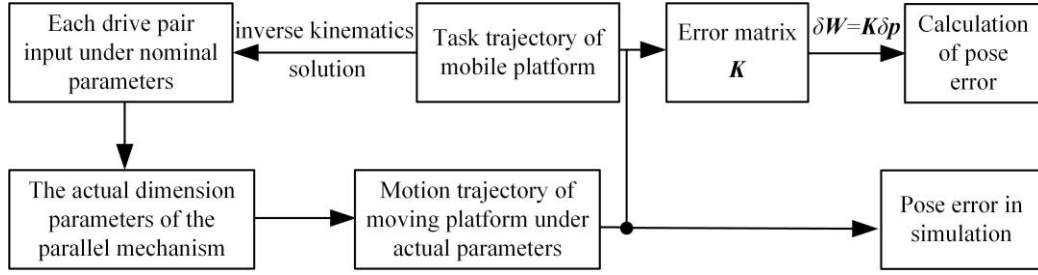 Each drive pair
input under nominal
parameters
inverse kinematics
solution
Task trajectory of
mobile platform
Error matrix
K
δW=Kδp
Calculation
of pose
error
The actual dimension
parameters of the
parallel mechanism
Motion trajectory of
moving platform under
actual parameters
Pose error in
simulation